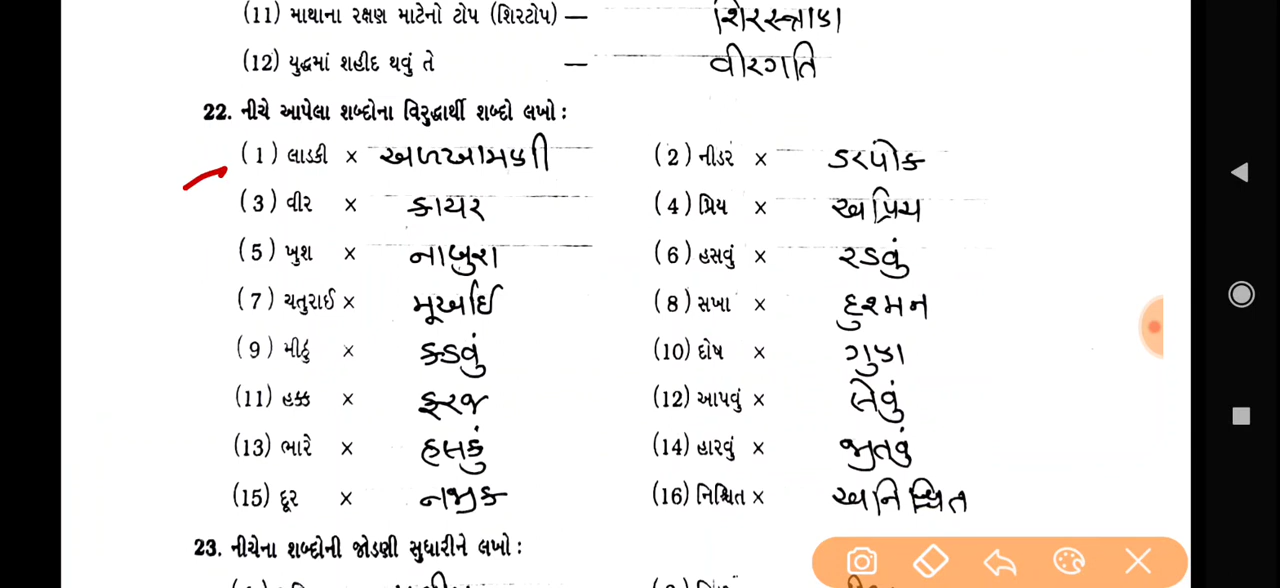 (11) માથાના રક્ષણ માટેનો ટોપ (શિરટોપ) — શિરસ્ત્રાણ
(12) યુદ્ધમાં શહીદ થવું તે — વીરગતિ
22. નીચે આપેલા શબ્દોના વિરુદ્ધાર્થી શબ્દો લખો :
(1) લાડકી × અળખામણી (2) નીડર × ડરપોક
(3) વીર × કાયર (4) પ્રિય × અપ્રિય
(5) ખુશ × નાખુશ (6) હસવું × રડવું
(7) ચતુરાઈ × મૂર્ખાઈ (8) સખા × દુશ્મન
(9) મીઠું × કડવું (10) દોષ × ગુણ
(11) હક્ક × ફરજ (12) આપવું × લેવું
(13) ભારે × હલકું (14) હારવું × જીતવું
(15) દૂર × નજીક (16) નિશ્ચિત × અનિશ્ચિત
23. નીચેના શબ્દોની જોડણી સુધારીને લખો :